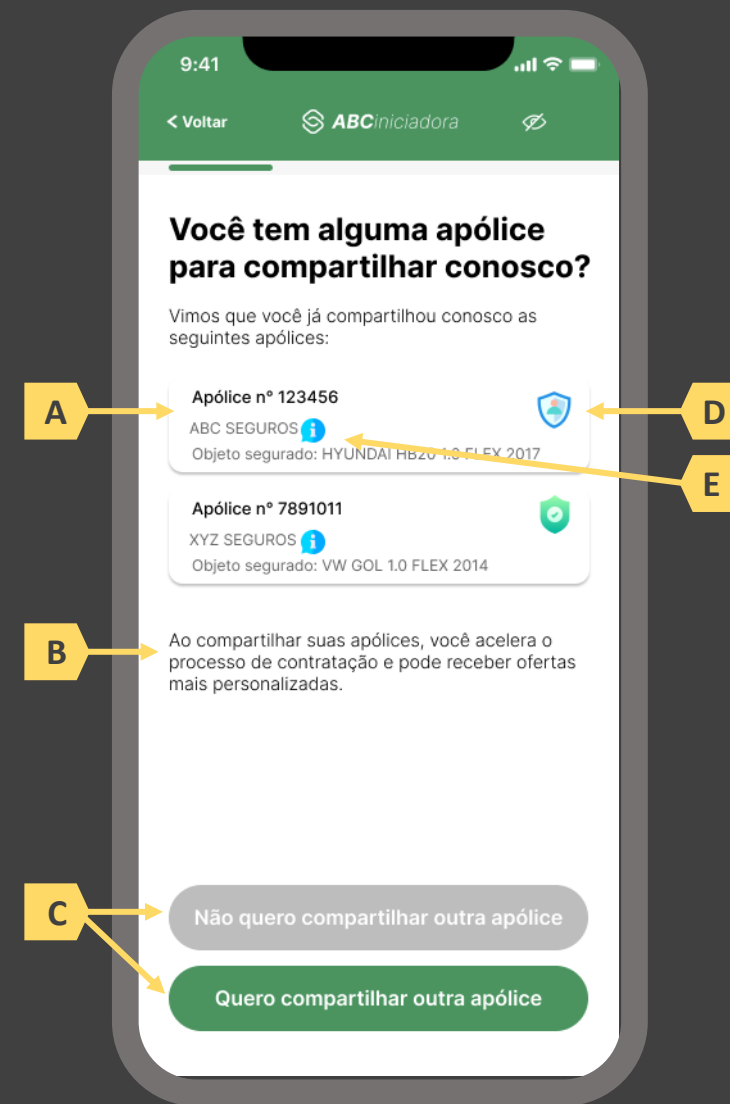 9:41
< Voltar
ABCiniciadora
Você tem alguma apólice
para compartilhar conosco?
Vimos que você já compartilhou conosco as
seguintes apólices:
A
Apólice n° 123456
D
ABC SEGUROS
Objeto segurado: HYUNDAI HB20 1.0 FLEX 2017
E
Apólice n° 7891011
XYZ SEGUROS
Objeto segurado: VW GOL 1.0 FLEX 2014
B
Ao compartilhar suas apólices, você acelera o
processo de contratação e pode receber ofertas
mais personalizadas.
C
Não quero compartilhar outra apólice
Quero compartilhar outra apólice